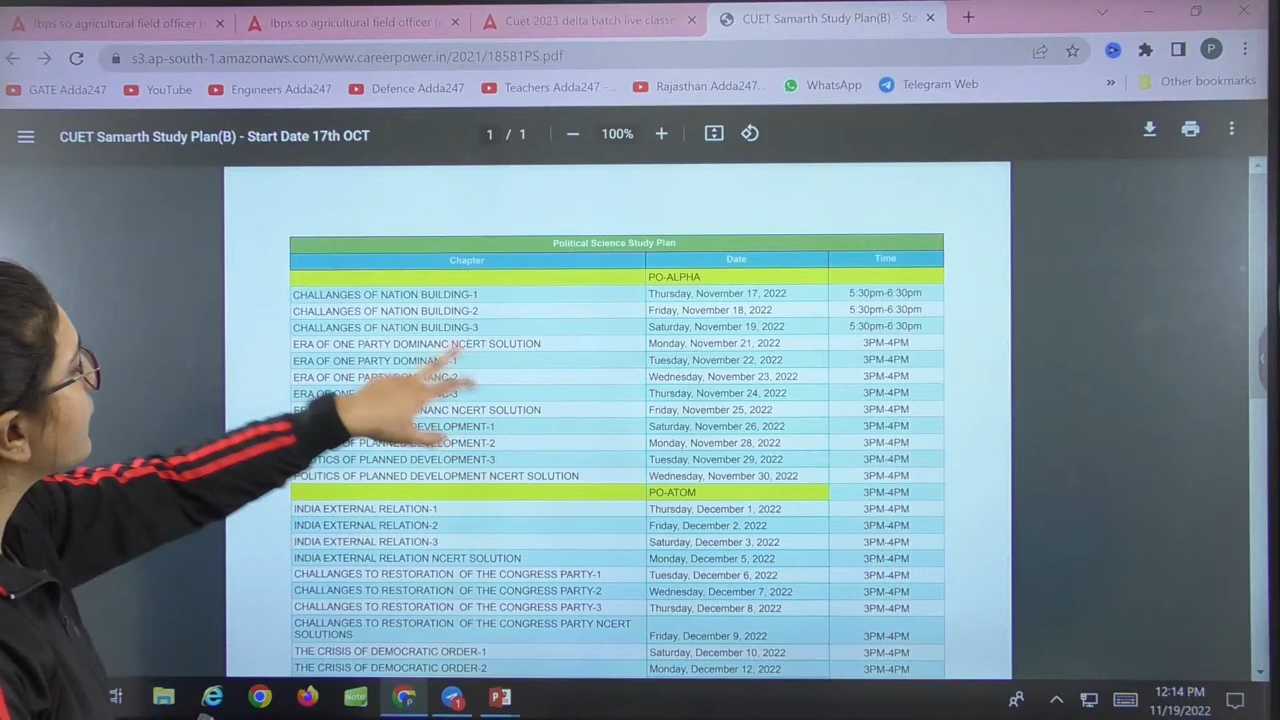 Ibps so agricultural field officer (
Ibps so agricultural field officer (
Cuet 2023 delta batch live classe
CUET Samarth Study Plan(B) - Sta
s3.ap-south-1.amazonaws.com/www.careerpower.in/2021/18581PS.pdf
P
GATE Adda247
YouTube
Engineers Adda247
Defence Adda247
Teachers Adda247 - ...
Rajasthan Adda247...
WhatsApp
Telegram Web
»
Other bookmarks
CUET Samarth Study Plan(B) - Start Date 17th OCT
1 / 1
100%
Political Science Study Plan
Chapter Date Time
PO-ALPHA
CHALLANGES OF NATION BUILDING-1 Thursday, November 17, 2022 5:30pm-6:30pm
CHALLANGES OF NATION BUILDING-2 Friday, November 18, 2022 5:30pm-6:30pm
CHALLANGES OF NATION BUILDING-3 Saturday, November 19, 2022 5:30pm-6:30pm
ERA OF ONE PARTY DOMINANC NCERT SOLUTION Monday, November 21, 2022 3PM-4PM
ERA OF ONE PARTY DOMINANC-1 Tuesday, November 22, 2022 3PM-4PM
ERA OF ONE PARTY DOMINANC-2 Wednesday, November 23, 2022 3PM-4PM
ERA OF ONE -3 Thursday, November 24, 2022 3PM-4PM
NCERT SOLUTION Friday, November 25, 2022 3PM-4PM
DEVELOPMENT-1 Saturday, November 26, 2022 3PM-4PM
OF PLANNED DEVELOPMENT-2 Monday, November 28, 2022 3PM-4PM
POLITICS OF PLANNED DEVELOPMENT-3 Tuesday, November 29, 2022 3PM-4PM
POLITICS OF PLANNED DEVELOPMENT NCERT SOLUTION Wednesday, November 30, 2022 3PM-4PM
PO-ATOM 3PM-4PM
INDIA EXTERNAL RELATION-1 Thursday, December 1, 2022 3PM-4PM
INDIA EXTERNAL RELATION-2 Friday, December 2, 2022 3PM-4PM
INDIA EXTERNAL RELATION-3 Saturday, December 3, 2022 3PM-4PM
INDIA EXTERNAL RELATION NCERT SOLUTION Monday, December 5, 2022 3PM-4PM
CHALLANGES TO RESTORATION OF THE CONGRESS PARTY-1 Tuesday, December 6, 2022 3PM-4PM
CHALLANGES TO RESTORATION OF THE CONGRESS PARTY-2 Wednesday, December 7, 2022 3PM-4PM
CHALLANGES TO RESTORATION OF THE CONGRESS PARTY-3 Thursday, December 8, 2022 3PM-4PM
CHALLANGES TO RESTORATION OF THE CONGRESS PARTY NCERT
SOLUTIONS Friday, December 9, 2022 3PM-4PM
THE CRISIS OF DEMOCRATIC ORDER-1 Saturday, December 10, 2022 3PM-4PM
THE CRISIS OF DEMOCRATIC ORDER-2 Monday, December 12, 2022 3PM-4PM
Note
1
12:14 PM
11/19/2022